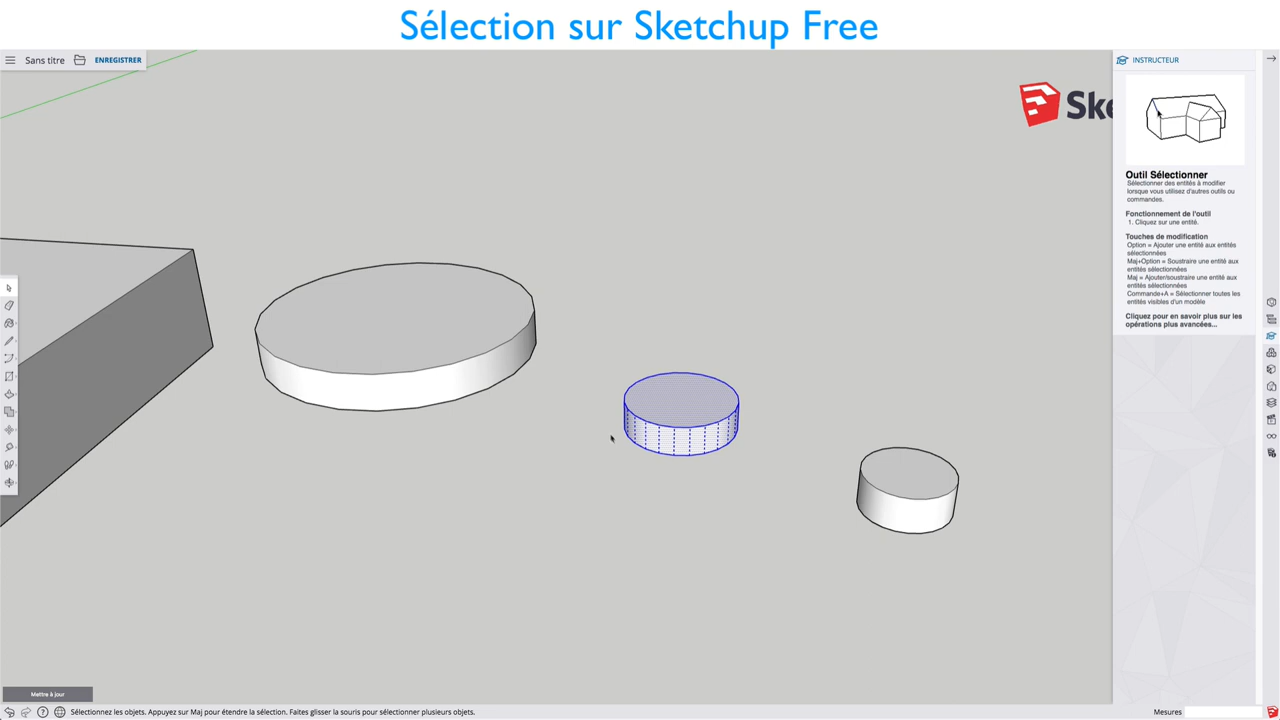 Sélection sur Sketchup Free
Sans titre
ENREGISTRER
INSTRUCTEUR
Outil Sélectionner
Sélectionner des entités à modifier
lorsque vous utilisez d'autres outils ou
commandes.
Fonctionnement de l'outil
1. Cliquez sur une entité.
Touches de modification
Option = Ajouter une entité aux entités
sélectionnées
Maj+Option = Soustraire une entité aux
entités sélectionnées
Maj = Ajouter/soustraire une entité aux
entités sélectionnées
Commande+A = Sélectionner toutes les
entités visibles d'un modèle
Cliquez pour en savoir plus sur les
opérations plus avancées...
Ske
Mettre à jour
Sélectionnez les objets. Appuyez sur Maj pour étendre la sélection. Faites glisser la souris pour sélectionner plusieurs objets.
Mesures